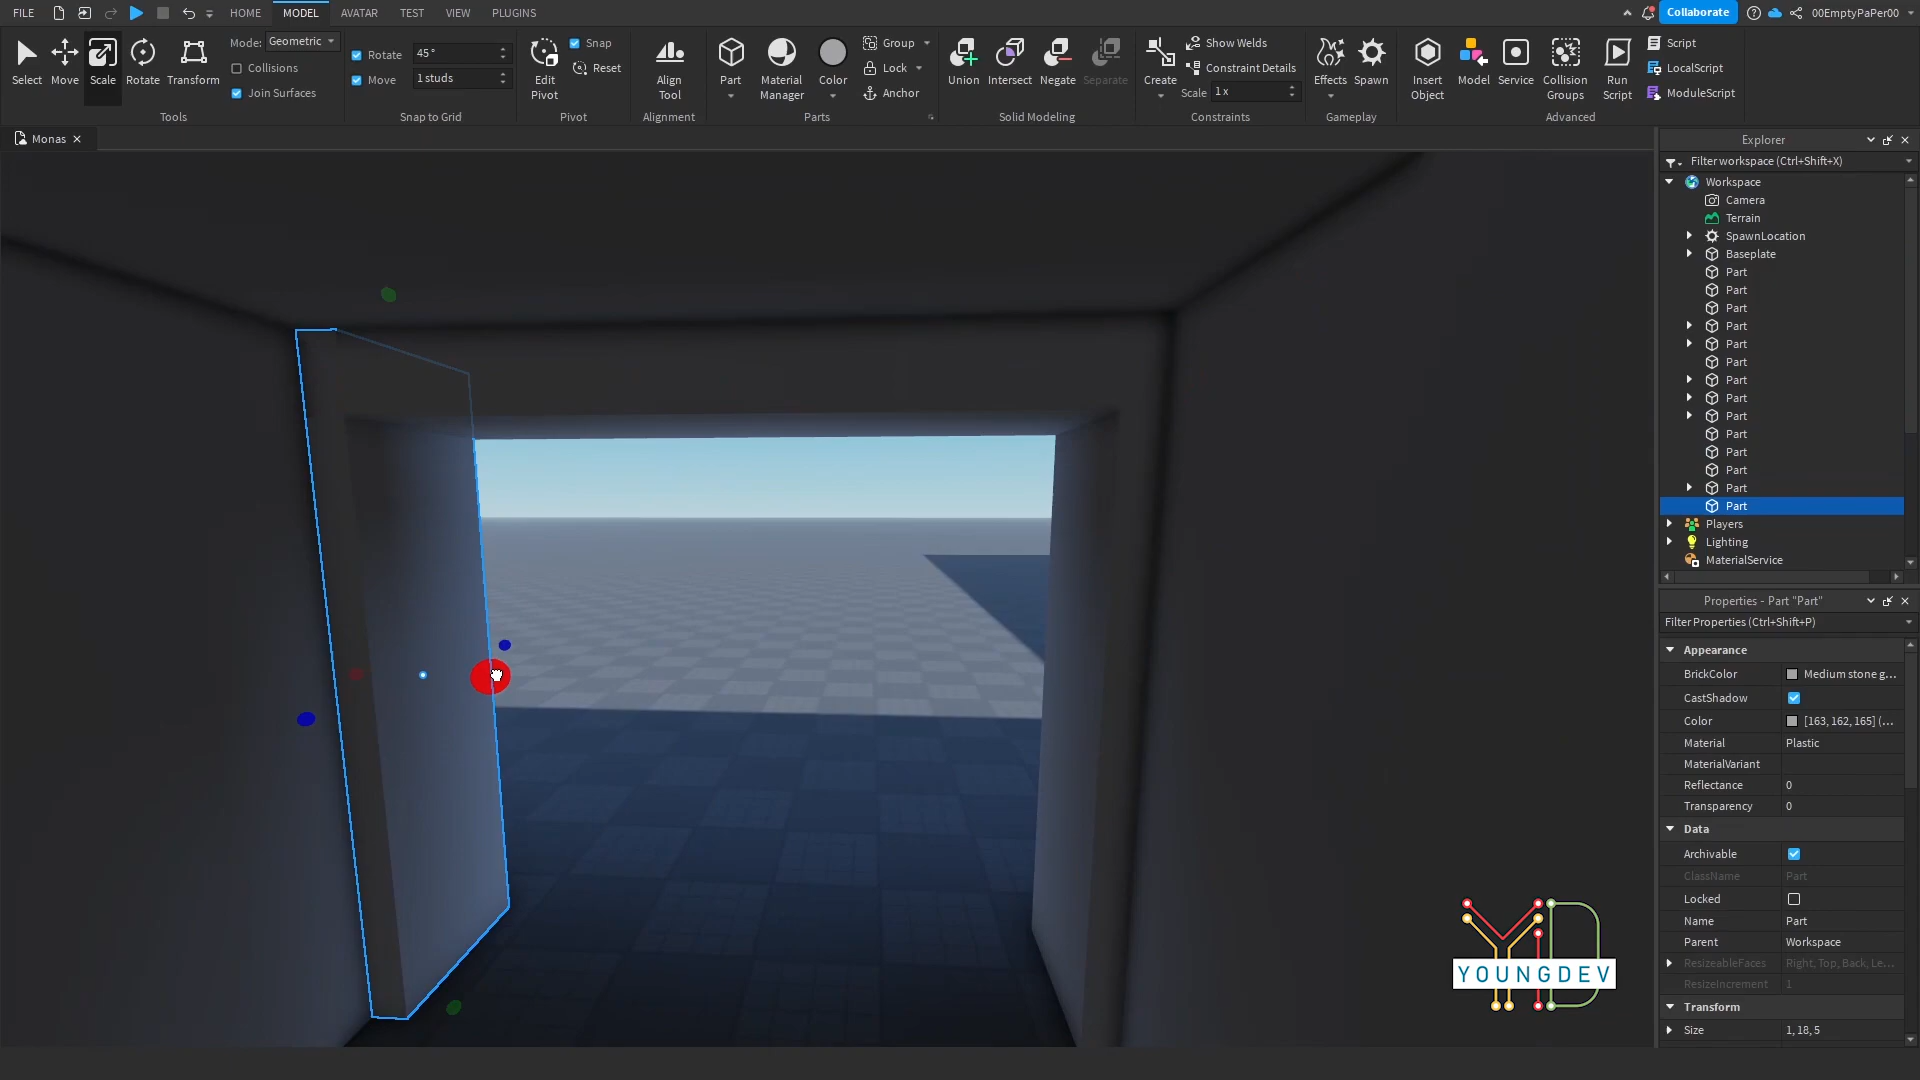 FILE HOME MODEL AVATAR TEST VIEW PLUGINS Collaborate 00EmptyPaPer00
Select Move Scale Rotate Transform
Mode: Geometric
Collisions
Join Surfaces
Tools
Rotate 45 °
Move 1 studs
Snap to Grid
Edit Pivot
Snap
Reset
Pivot
Align Tool
Alignment
Part
Material Manager
Color
Group
Lock
Anchor
Parts
Union Intersect Negate Separate
Solid Modeling
Create
Show Welds
Constraint Details
Scale 1 x
Constraints
Effects Spawn
Gameplay
Insert Object
Model
Service
Collision Groups
Run Script
Script
LocalScript
ModuleScript
Advanced
Monas
Explorer
Filter workspace (Ctrl+Shift+X)
Workspace
Camera
Terrain
SpawnLocation
Baseplate
Part
Part
Part
Part
Part
Part
Part
Part
Part
Part
Part
Part
Part
Part
Players
Lighting
MaterialService
Properties - Part "Part"
Filter Properties (Ctrl+Shift+P)
Appearance
BrickColor Medium stone g...
CastShadow
Color [163, 162, 165] (...
Material Plastic
MaterialVariant
Reflectance 0
Transparency 0
Data
Archivable
ClassName Part
Locked
Name Part
Parent Workspace
ResizeableFaces Right, Top, Back, Le...
ResizeIncrement 1
Transform
Size 1, 18, 5
YD
YOUNGDEV